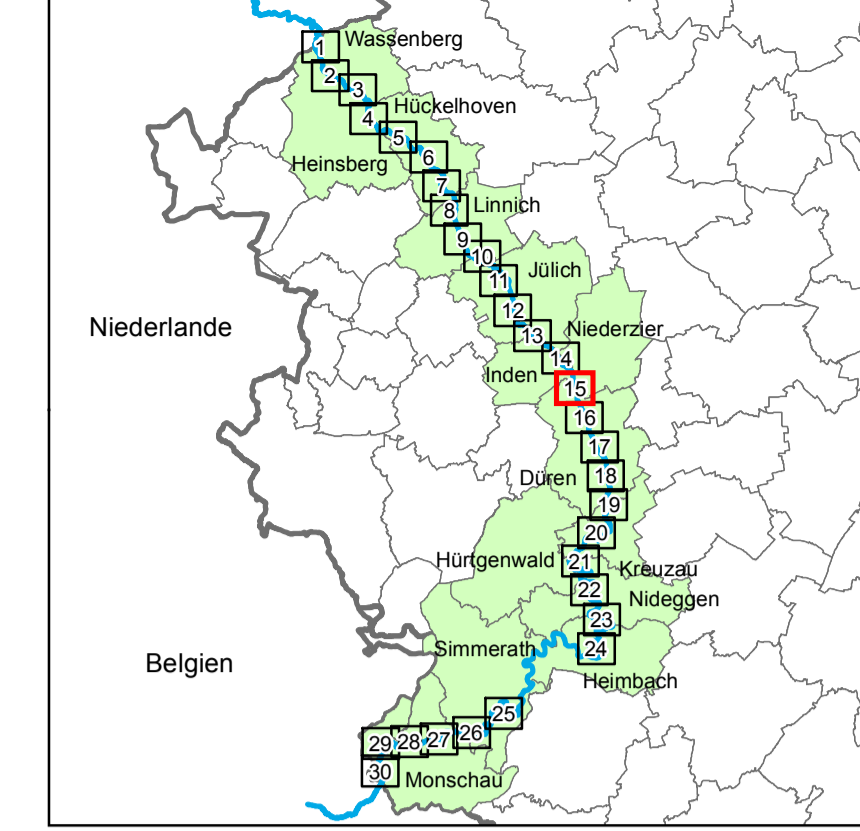 1 Wassenberg
2
3
Hückelhoven
4
5
6
Heinsberg
7
8 Linnich
9
10
Jülich
11
12
Niederlande
Niederzier
13
14
Inden
15
16
17
Düren 18
19
20
Hürtgenwald 21
Kreuzau
22
Nideggen
23
Simmerath 24
Belgien
Heimbach
25
26
27
28
29
30 Monschau